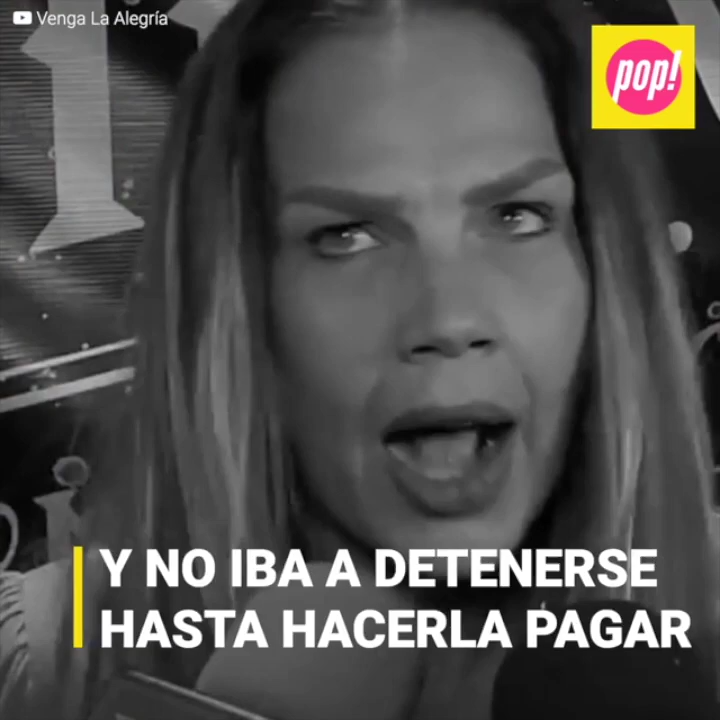 Venga La Alegría
pop!
Y NO IBA A DETENERSE
HASTA HACERLA PAGAR